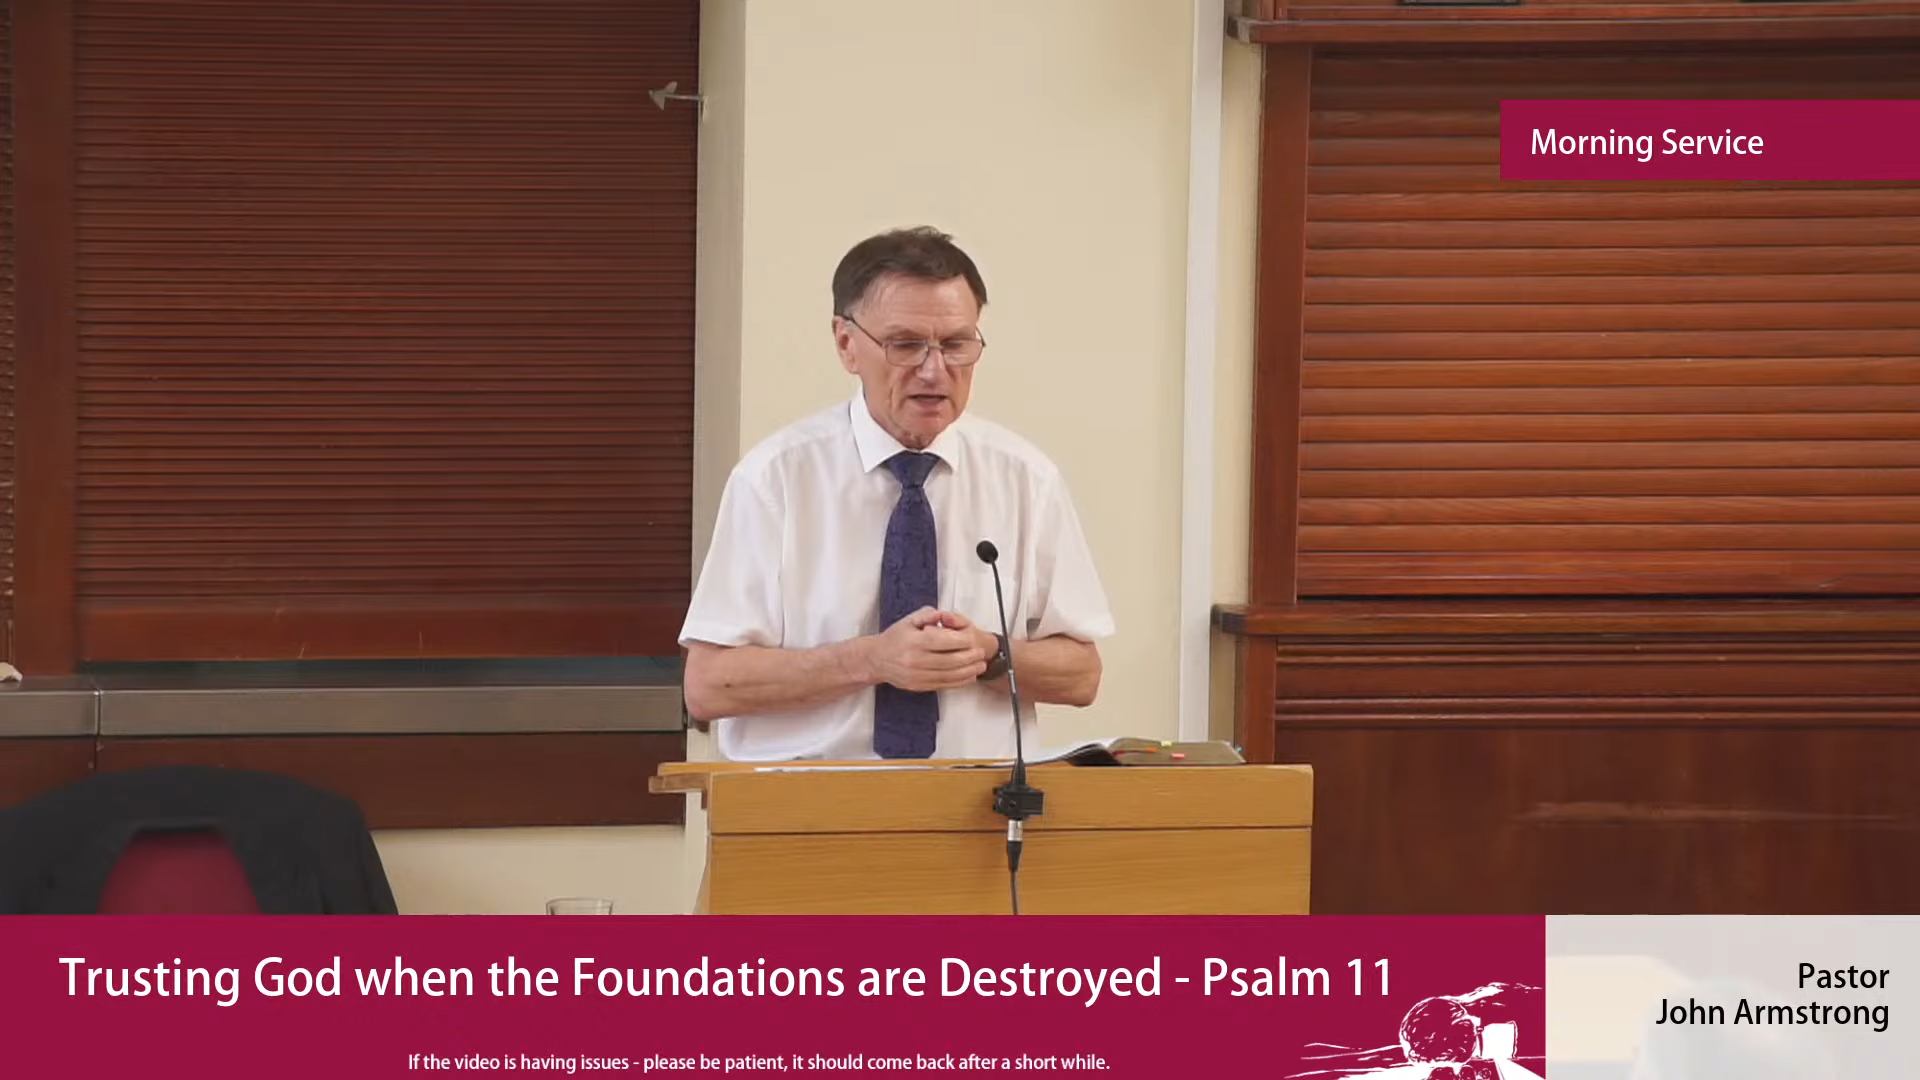 Morning Service
Trusting God when the Foundations are Destroyed - Psalm 11
Pastor
John Armstrong
If the video is having issues - please be patient, it should come back after a short while.